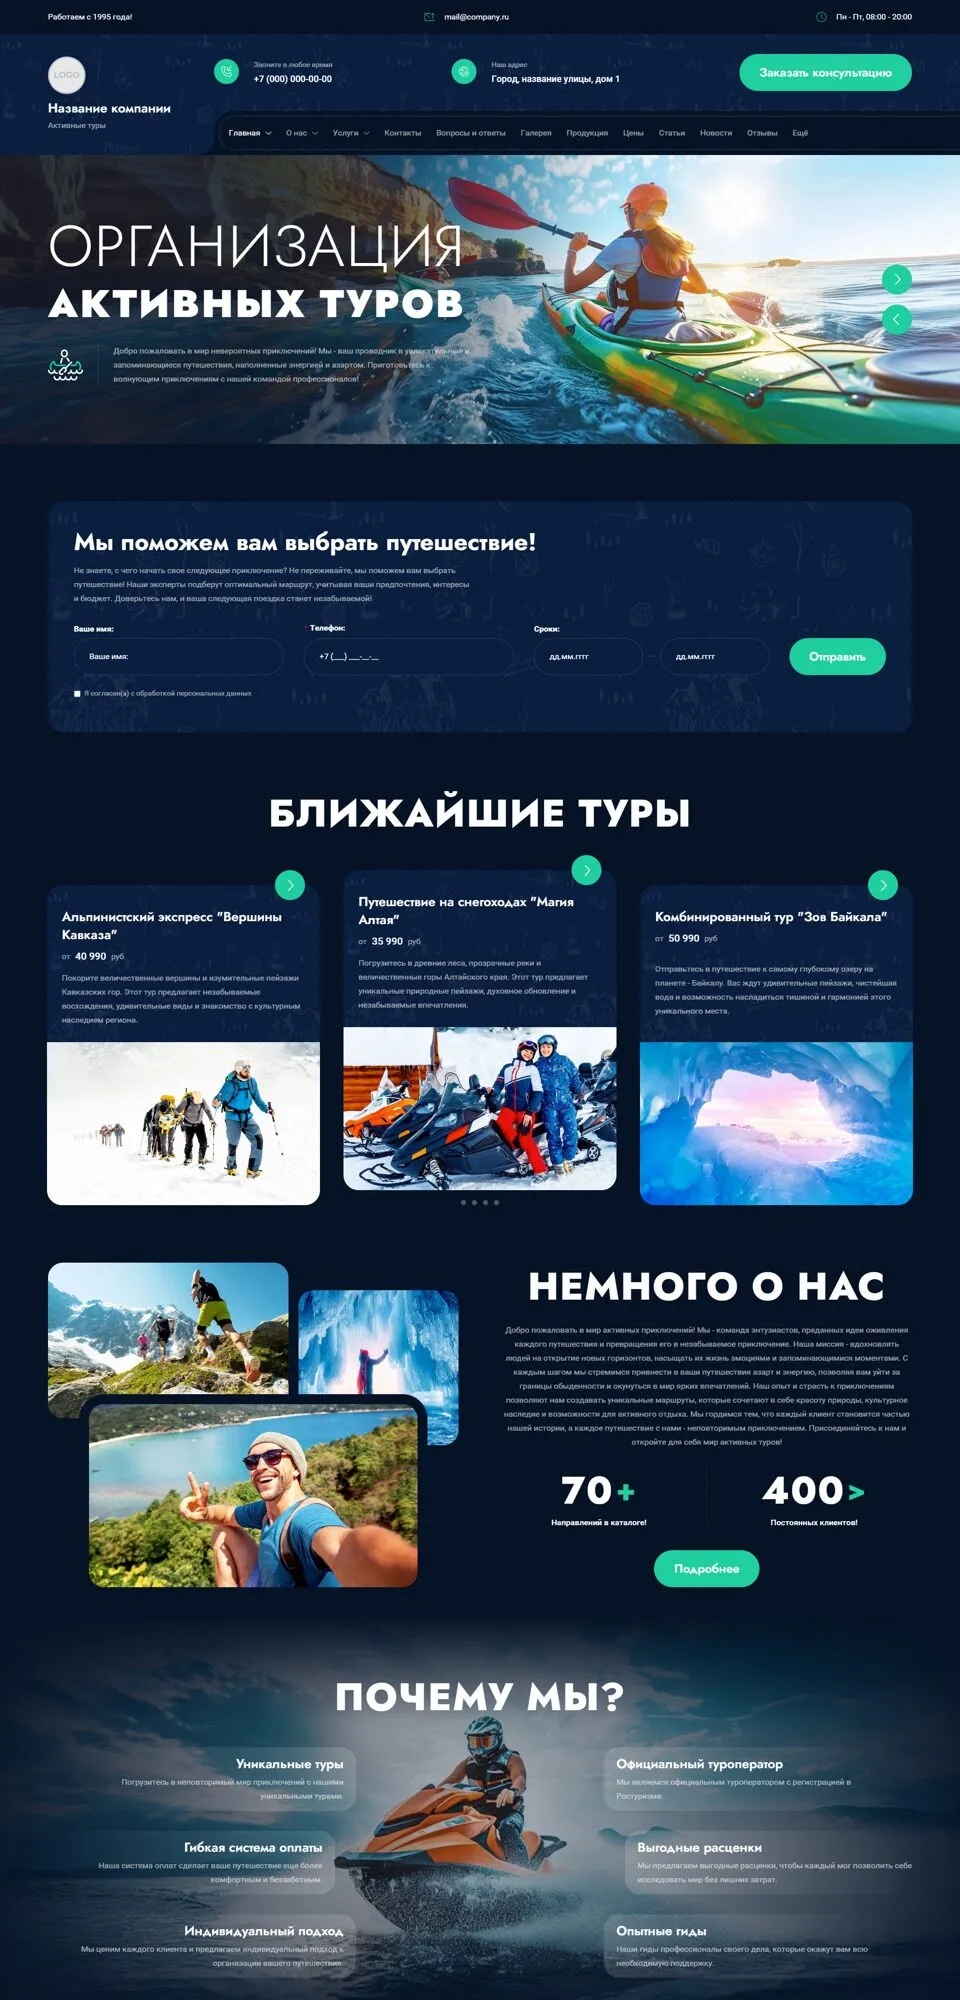 Работаем с 1995 года!
mail@company.ru
Пн - Пт, 08:00 - 20:00
LOGO
Название компании
Активные туры
Звоните в любое время
+7 (000) 000-00-00
Наш адрес
Город, название улицы, дом 1
Заказать консультацию
Главная
О нас
Услуги
Контакты
Вопросы и ответы
Галерея
Продукция
Цены
Статьи
Новости
Отзывы
Ещё
ОРГАНИЗАЦИЯ
АКТИВНЫХ ТУРОВ
Добро пожаловать в мир невероятных приключений! Мы - ваш проводник в увлекательные и
запоминающиеся путешествия, наполненные энергией и азартом. Приготовьтесь к
волнующим приключениям с нашей командой профессионалов!
Мы поможем вам выбрать путешествие!
Не знаете, с чего начать свое следующее приключение? Не переживайте, мы поможем вам выбрать
путешествие! Наши эксперты подберут оптимальный маршрут, учитывая ваши предпочтения, интересы
и бюджет. Доверьтесь нам, и ваша следующая поездка станет незабываемой!
Ваше имя:
* Телефон:
Сроки:
Ваше имя:
+7 (___) ___-__-__
дд.мм.гггг
—
дд.мм.гггг
Отправить
Я согласен(а) с обработкой персональных данных
БЛИЖАЙШИЕ ТУРЫ
Альпинистский экспресс "Вершины
Кавказа"
от 40 990 руб
Покорите величественные вершины и изумительные пейзажи
Кавказских гор. Этот тур предлагает незабываемые
восхождения, удивительные виды и знакомство с культурным
наследием региона.
Путешествие на снегоходах "Магия
Алтая"
от 35 990 руб
Погрузитесь в древние леса, прозрачные реки и
величественные горы Алтайского края. Этот тур предлагает
уникальные природные пейзажи, духовное обновление и
незабываемые впечатления.
Комбинированный тур "Зов Байкала"
от 50 990 руб
Отправьтесь в путешествие к самому глубокому озеру на
планете - Байкалу. Вас ждут удивительные пейзажи, чистейшая
вода и возможность насладиться тишиной и гармонией этого
уникального места.
НЕМНОГО О НАС
Добро пожаловать в мир активных приключений! Мы - команда энтузиастов, преданных идеи оживления
каждого путешествия и превращения его в незабываемое приключение. Наша миссия - вдохновлять
людей на открытие новых горизонтов, насыщать их жизнь эмоциями и запоминающимися моментами. С
каждым шагом мы стремимся привнести в ваши путешествия азарт и энергию, позволяя вам уйти за
границы обыденности и окунуться в мир ярких впечатлений. Наш опыт и страсть к приключениям
позволяют нам создавать уникальные маршруты, которые сочетают в себе красоту природы, культурное
наследие и возможности для активного отдыха. Мы гордимся тем, что каждый клиент становится частью
нашей истории, а каждое путешествие с нами - неповторимым приключением. Присоединяйтесь к нам и
откройте для себя мир активных туров!
70 +
Направлений в каталоге!
400 >
Постоянных клиентов!
Подробнее
ПОЧЕМУ МЫ?
Уникальные туры
Погрузитесь в неповторимый мир приключений с нашими
уникальными турами.
Официальный туроператор
Мы являемся официальным туроператором с регистрацией в
Ростуризме.
Гибкая система оплаты
Наша система оплат сделает ваше путешествие еще более
комфортным и беззаботным.
Выгодные расценки
Мы предлагаем выгодные расценки, чтобы каждый мог позволить себе
исследовать мир без лишних затрат.
Индивидуальный подход
Мы ценим каждого клиента и предлагаем индивидуальный подход к
организации вашего путешествия.
Опытные гиды
Наши гиды профессионалы своего дела, которые окажут вам всю
необходимую поддержку.